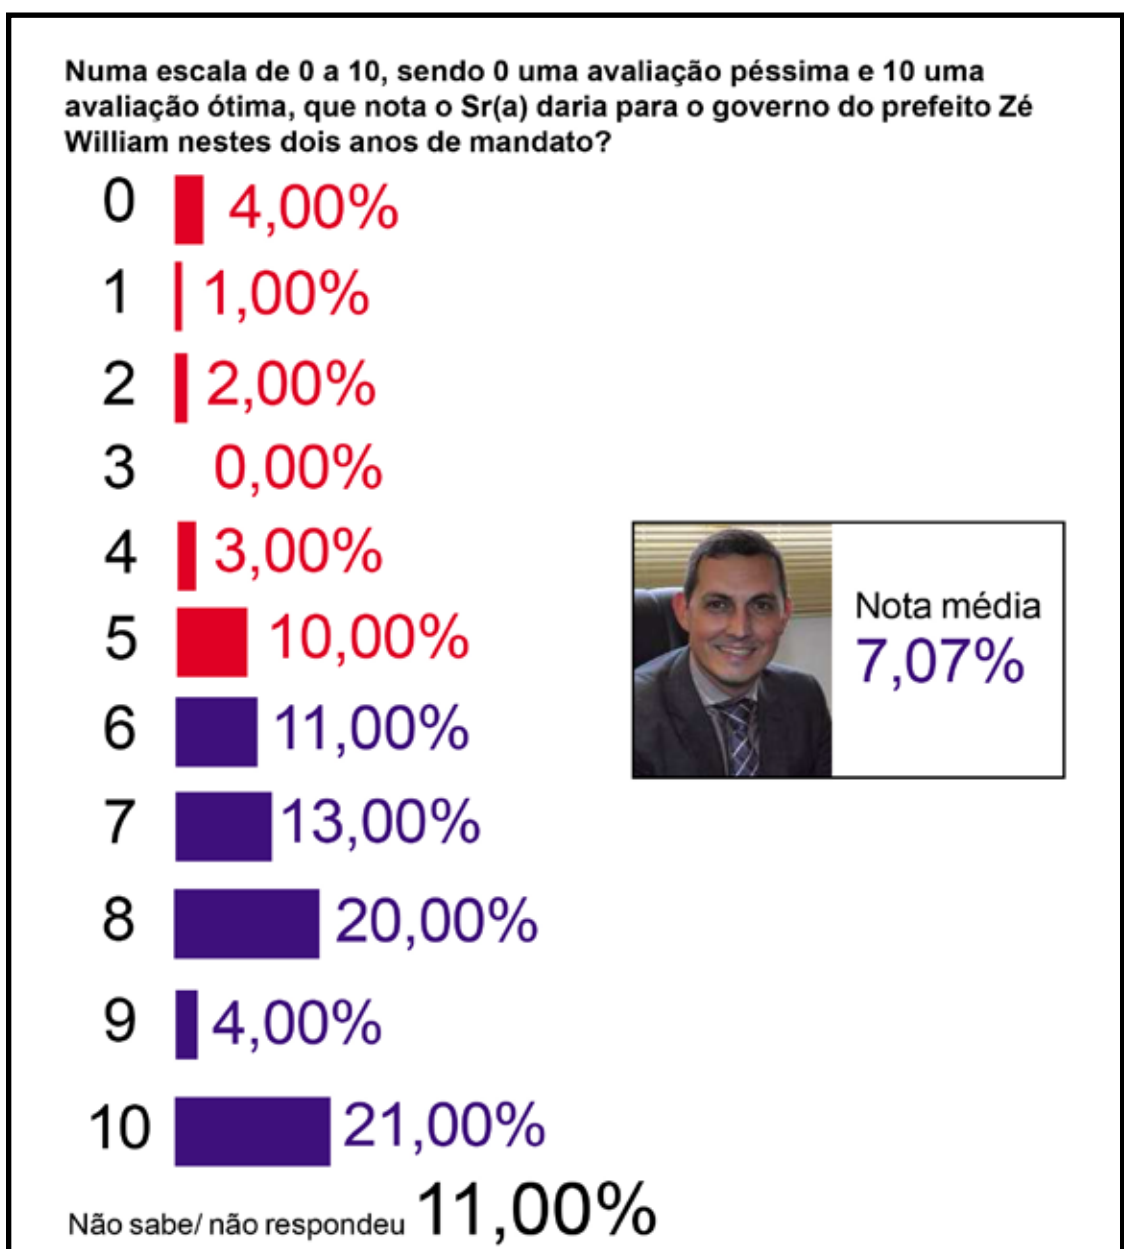 Numa escala de 0 a 10, sendo 0 uma avaliação péssima e 10 uma
avaliação ótima, que nota o Sr(a) daria para o governo do prefeito Zé
William nestes dois anos de mandato?
0 4,00%
1 1,00%
2 2,00%
3 0,00%
4 3,00%
5 10,00%
6 11,00%
7 13,00%
8 20,00%
9 4,00%
10 21,00%
Não sabe/ não respondeu 11,00%
Nota média
7,07%